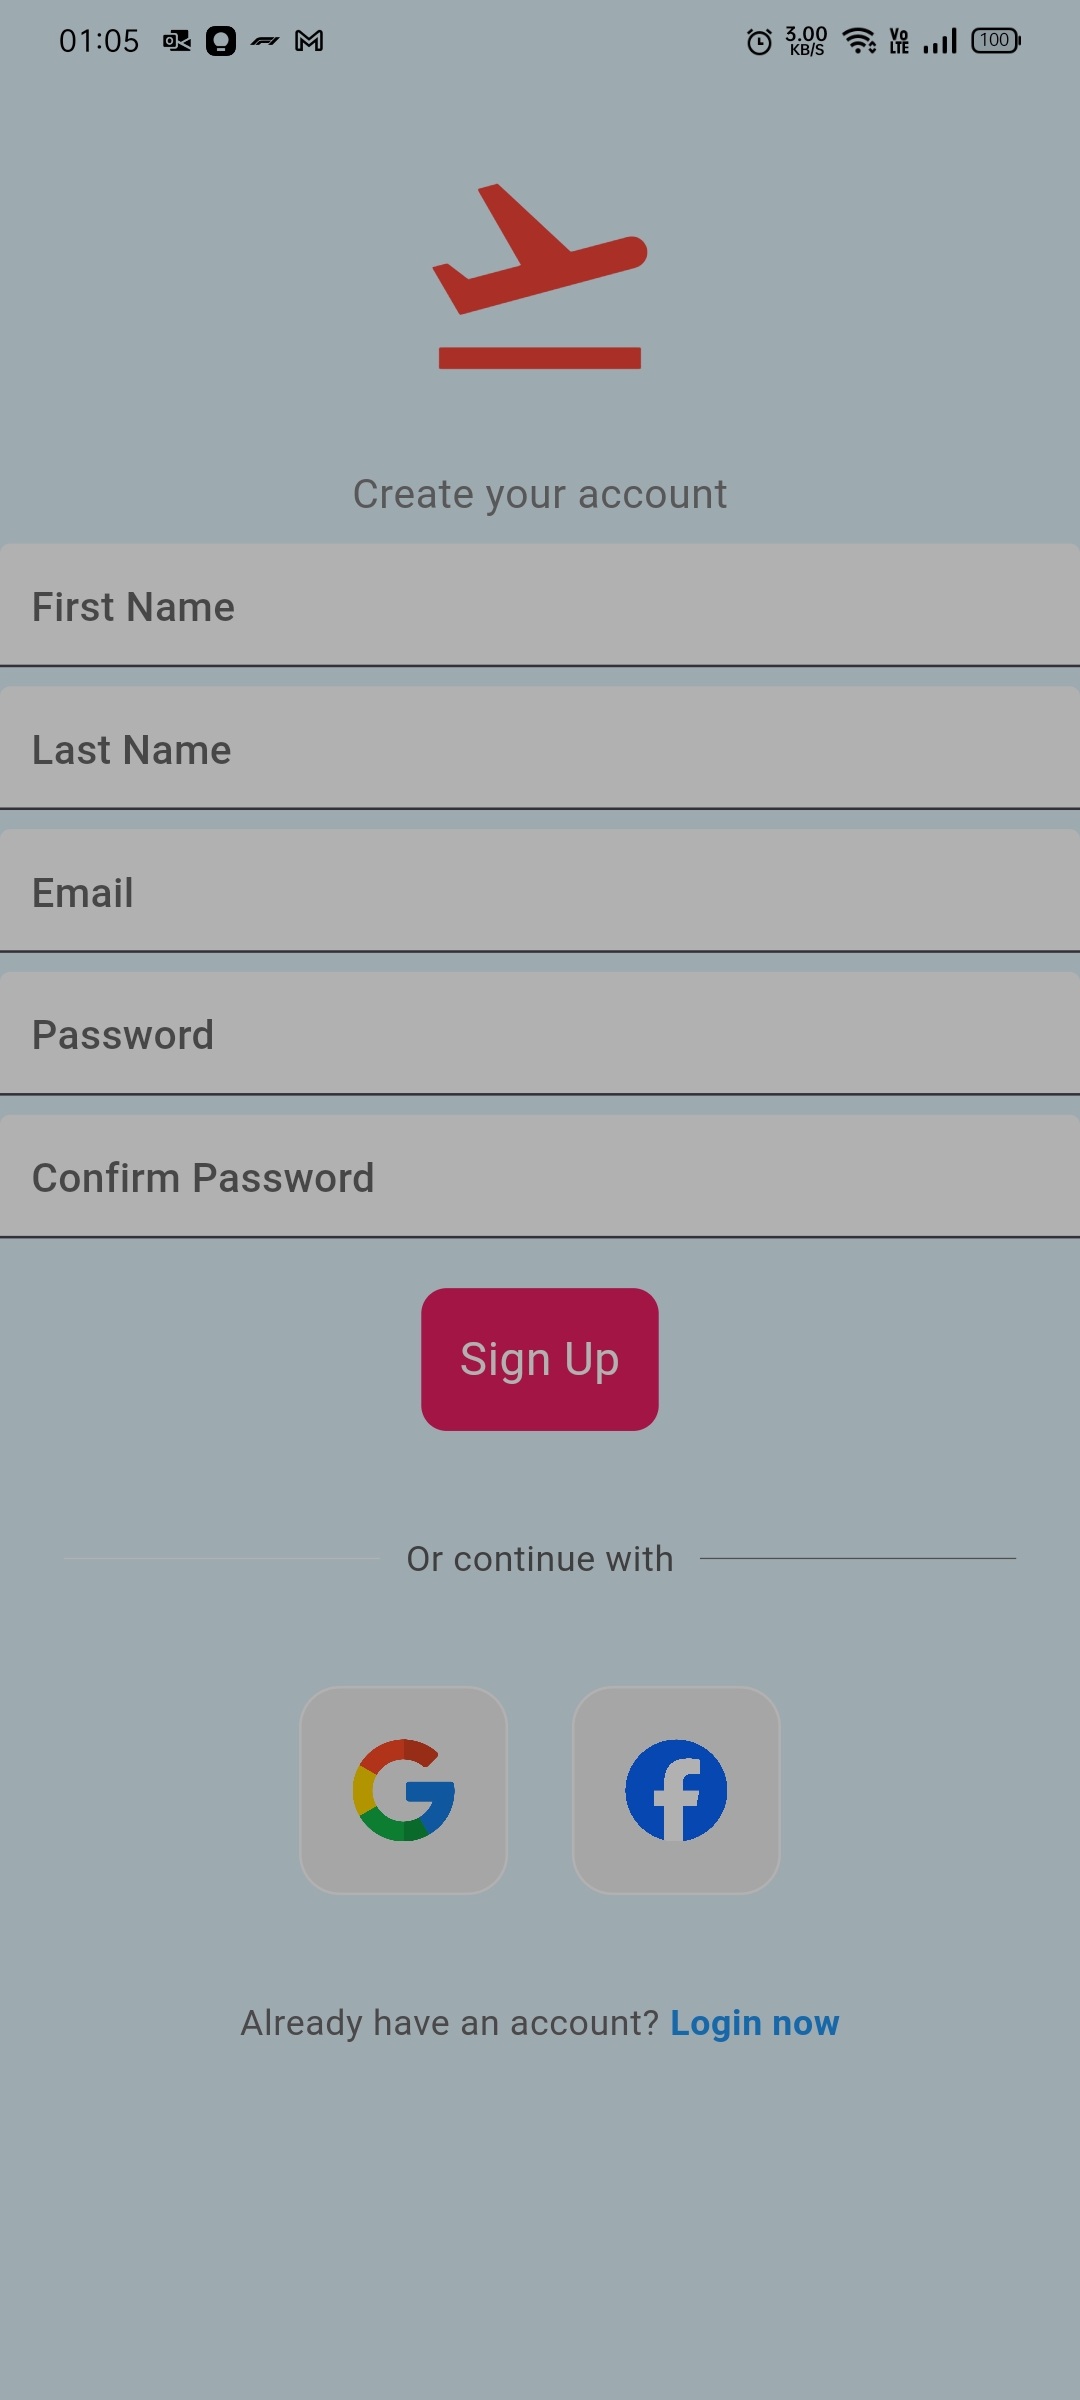 01:05 3.00 KB/S Vo LTE 100
Create your account
First Name
Last Name
Email
Password
Confirm Password
Sign Up
Or continue with
Already have an account? Login now